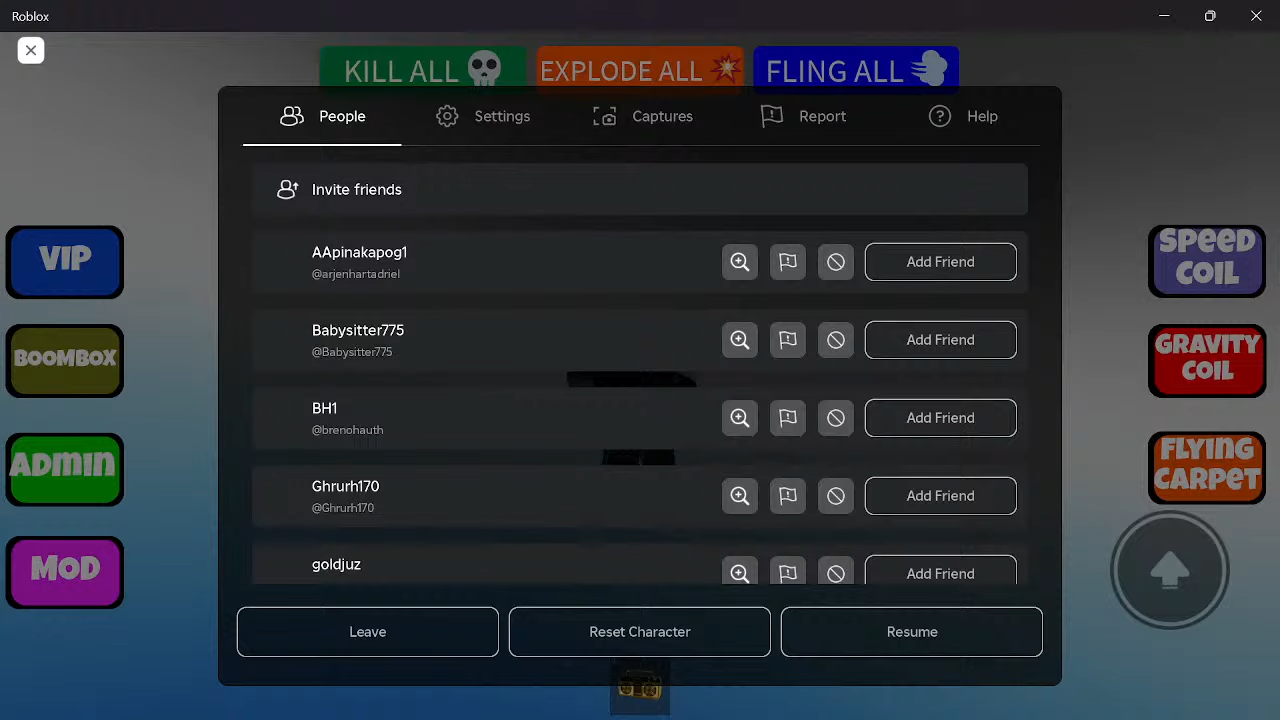 Roblox
KILL ALL
EXPLODE ALL
FLING ALL
People
Settings
Captures
Report
Help
Invite friends
AApinakapog1
@arjenhartadriel
Add Friend
Babysitter775
@Babysitter775
Add Friend
BH1
@brenohauth
Add Friend
Ghrurh170
@Ghrurh170
Add Friend
goldjuz
Add Friend
VIP
BOOMBOX
ADMIN
MOD
SPEED
COIL
GRAVITY
COIL
FLYING
CARPET
Leave
Reset Character
Resume